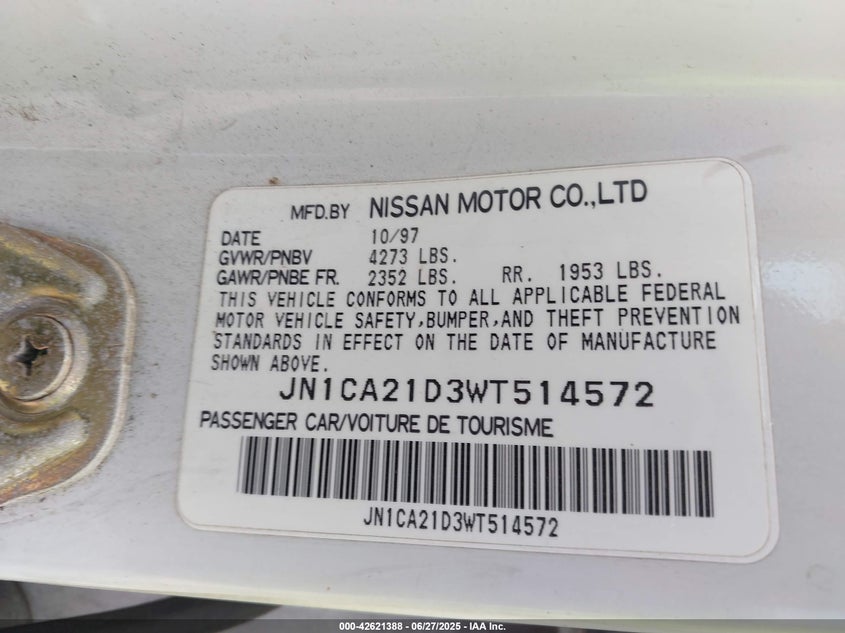 MFD.BY NISSAN MOTOR CO.,LTD
DATE 10/97
GVWR/PNBV 4273 LBS.
GAWR/PNBE FR. 2352 LBS. RR. 1953 LBS.
THIS VEHICLE CONFORMS TO ALL APPLICABLE FEDERAL
MOTOR VEHICLE SAFETY,BUMPER,AND THEFT PREVENTION
STANDARDS IN EFFECT ON THE DATE OF MANUFACTURE
SHOWN ABOVE.
JN1CA21D3WT514572
PASSENGER CAR/VOITURE DE TOURISME
JN1CA21D3WT514572
000-42621388 - 06/27/2025 - IAA Inc.